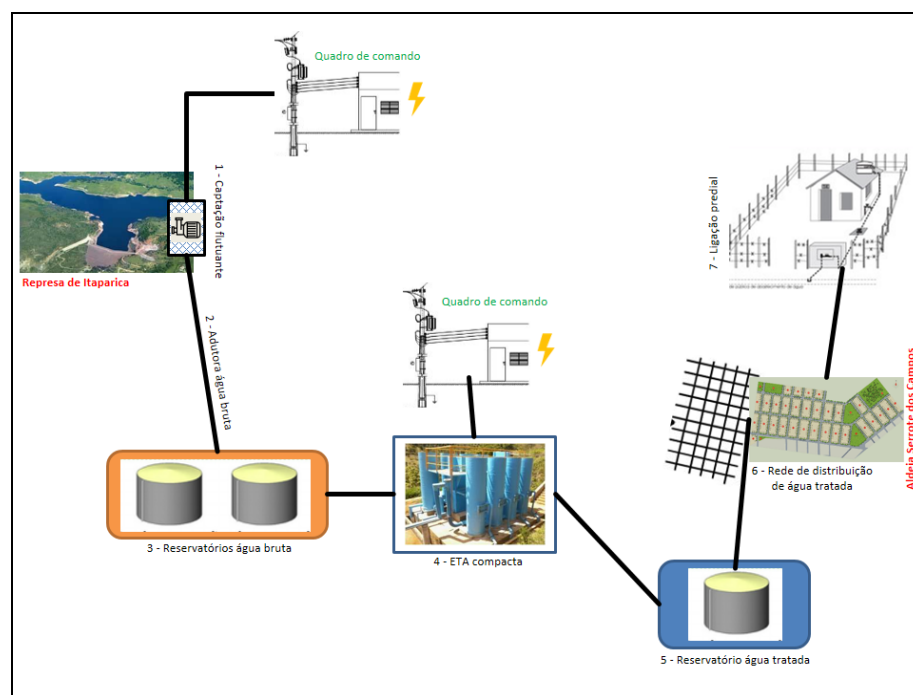 Quadro de comando
1 - Captação flutuante
Represa de Itaparica
2 - Adutora água bruta
3 - Reservatórios água bruta
Quadro de comando
4 - ETA compacta
5 - Reservatório água tratada
6 - Rede de distribuição
de água tratada
Aldeia Serrote dos Campos
7 - Ligação predial